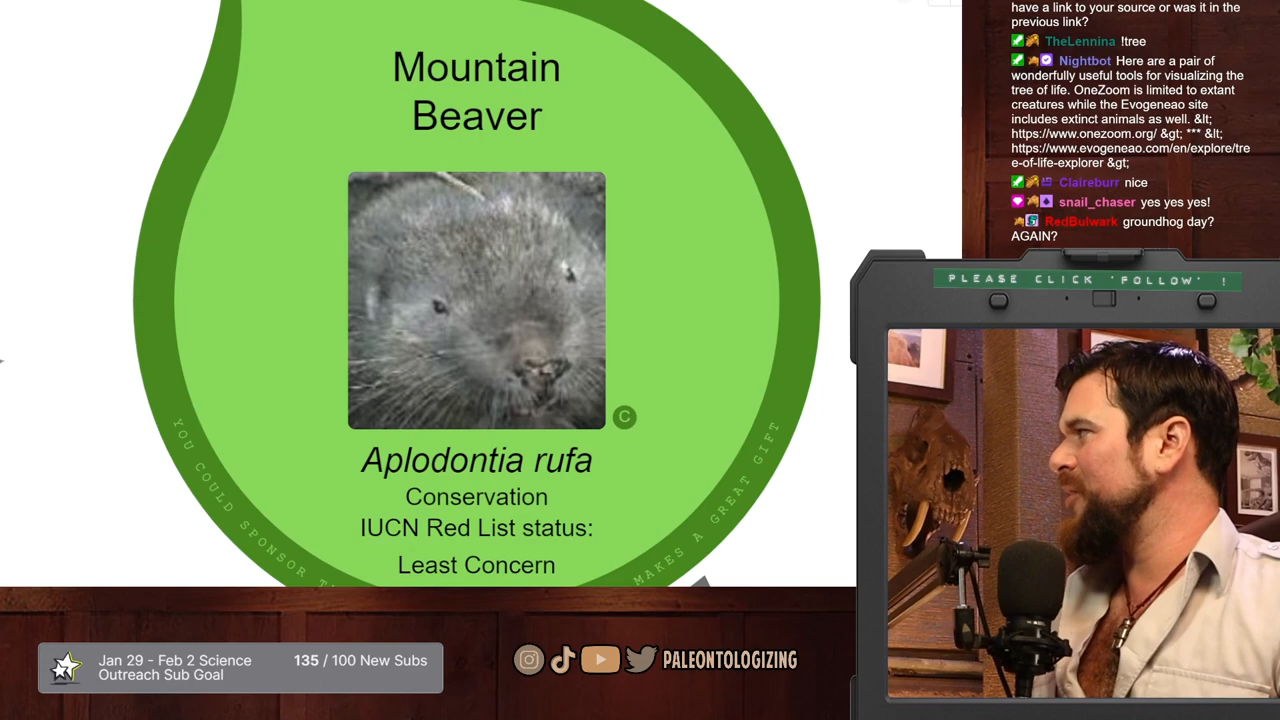 Mountain
Beaver
C
Aplodontia rufa
Conservation
IUCN Red List status:
Least Concern
YOU COULD SPONSOR
MAKES A GREAT GIFT
have a link to your source or was it in the
previous link?
TheLennina !tree
Nightbot Here are a pair of
wonderfully useful tools for visualizing the
tree of life. OneZoom is limited to extant
creatures while the Evogeneao site
includes extinct animals as well. &lt;
https://www.onezoom.org/ &gt; *** &lt;
https://www.evogeneao.com/en/explore/tre
e-of-life-explorer &gt;
Claireburr nice
snail_chaser yes yes yes!
RedBulwark groundhog day?
AGAIN?
PLEASE CLICK 'FOLLOW' !
Jan 29 - Feb 2 Science
Outreach Sub Goal
135 / 100 New Subs
PALEONTOLOGIZING